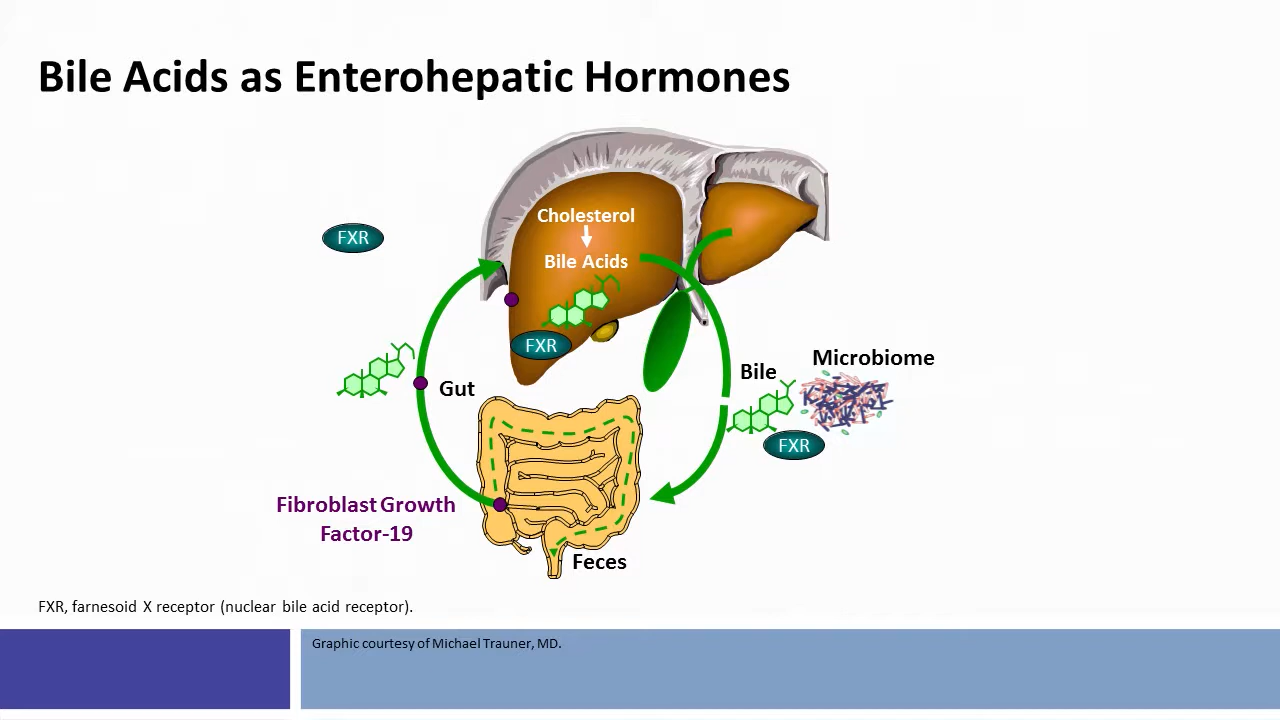 Bile Acids as Enterohepatic Hormones
Cholesterol
Bile Acids
FXR
FXR
Gut
Bile
Microbiome
FXR
Fibroblast Growth
Factor-19
Feces
FXR, farnesoid X receptor (nuclear bile acid receptor).
Graphic courtesy of Michael Trauner, MD.